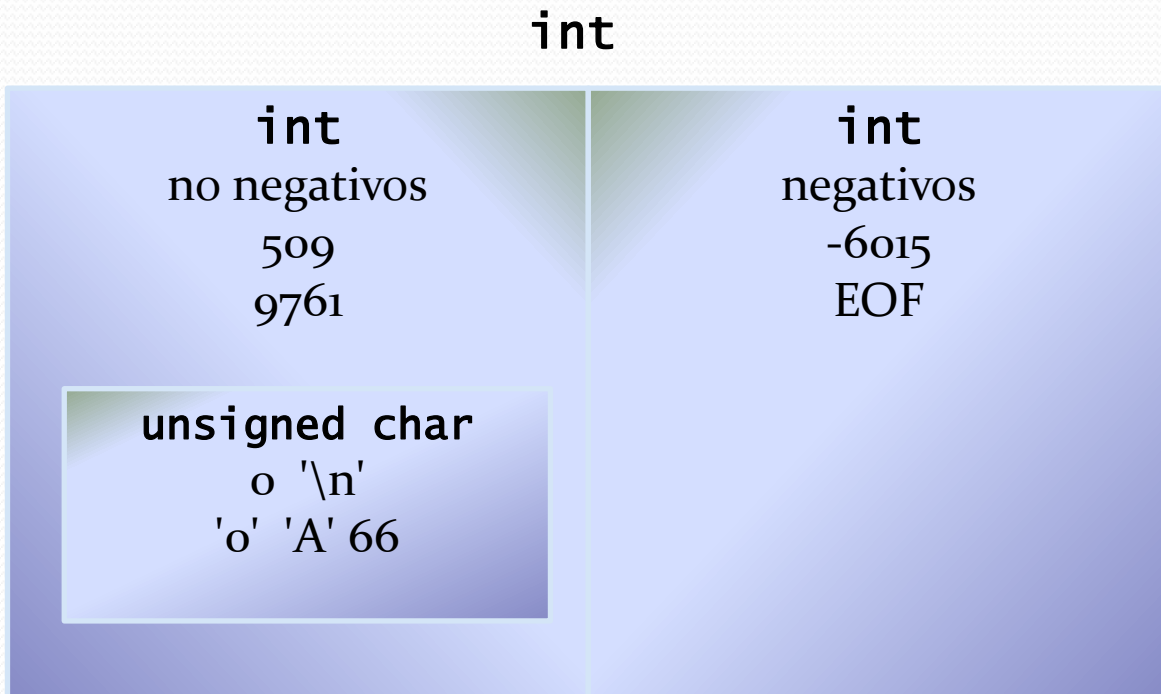 int
int
no negativos
509
9761
unsigned char
0 '\n'
'0' 'A' 66
int
negativos
-6015
EOF